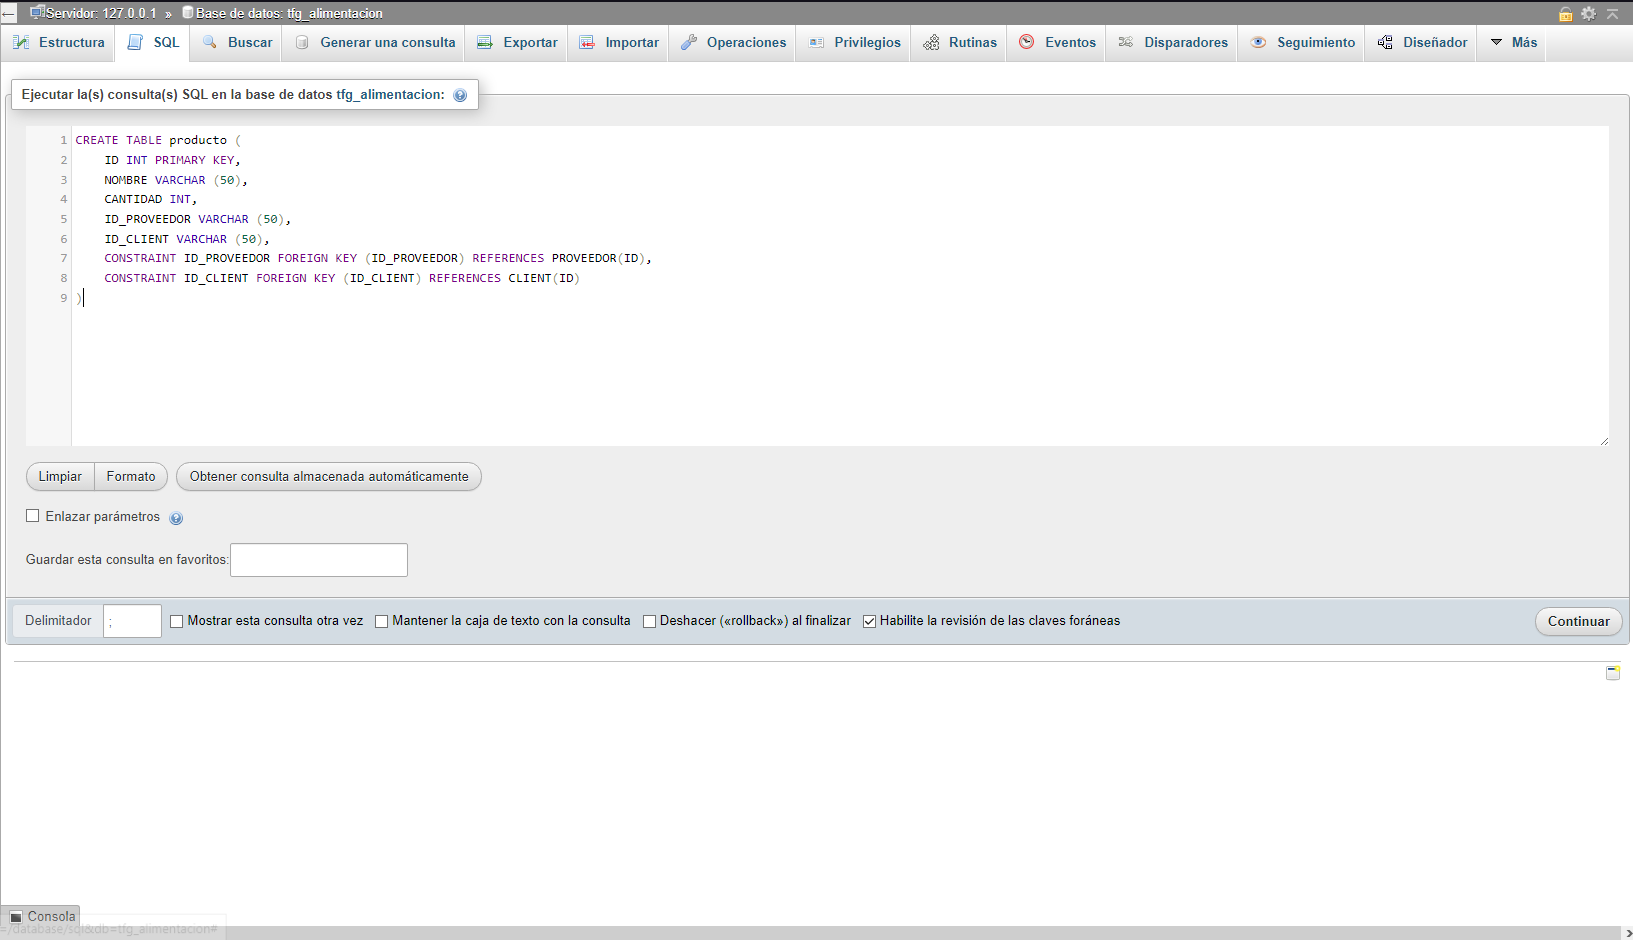 Servidor: 127.0.0.1 » Base de datos: tfg_alimentacion
Estructura SQL Buscar Generar una consulta Exportar Importar Operaciones Privilegios Rutinas Eventos Disparadores Seguimiento Diseñador Más
Ejecutar la(s) consulta(s) SQL en la base de datos tfg_alimentacion:
1 CREATE TABLE producto (
2 ID INT PRIMARY KEY,
3 NOMBRE VARCHAR (50),
4 CANTIDAD INT,
5 ID_PROVEEDOR VARCHAR (50),
6 ID_CLIENT VARCHAR (50),
7 CONSTRAINT ID_PROVEEDOR FOREIGN KEY (ID_PROVEEDOR) REFERENCES PROVEEDOR(ID),
8 CONSTRAINT ID_CLIENT FOREIGN KEY (ID_CLIENT) REFERENCES CLIENT(ID)
9 )
Limpiar Formato Obtener consulta almacenada automáticamente
Enlazar parámetros
Guardar esta consulta en favoritos:
Delimitador ; Mostrar esta consulta otra vez Mantener la caja de texto con la consulta Deshacer («rollback») al finalizar Habilite la revisión de las claves foráneas Continuar
Consola
=/database/sql&db=tfg_alimentacion#